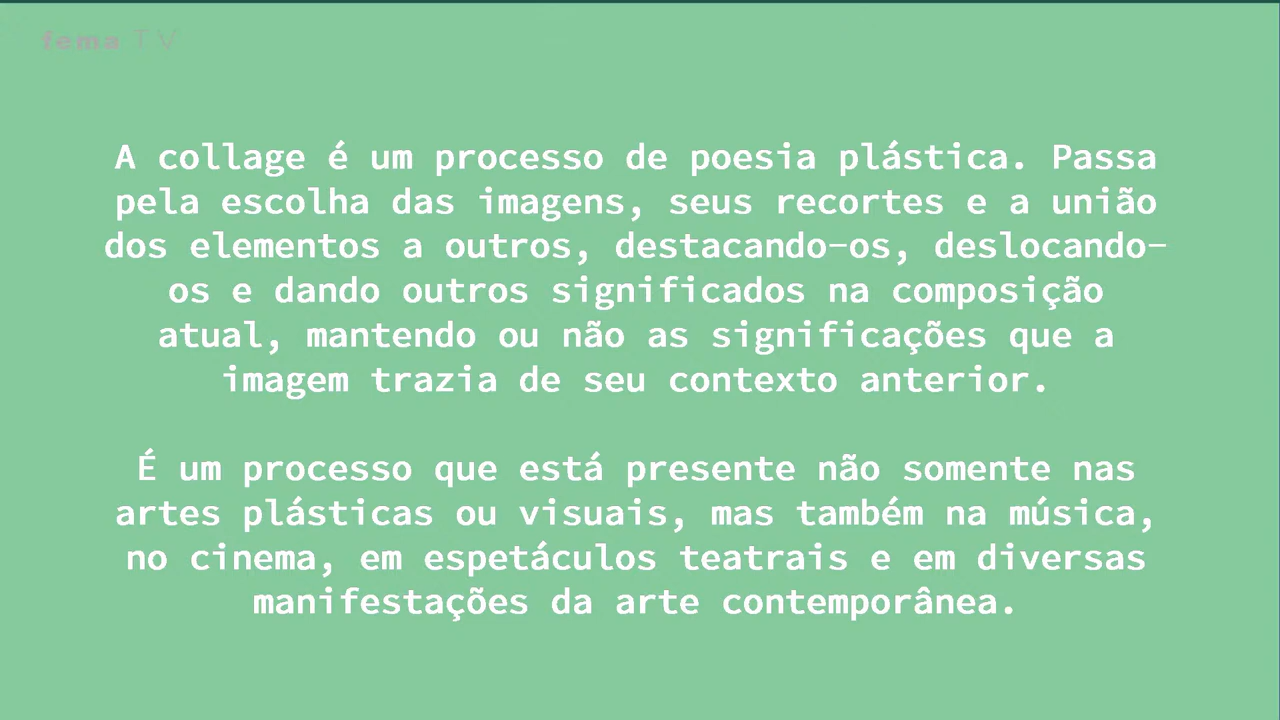 fema TV
A collage é um processo de poesia plástica. Passa
pela escolha das imagens, seus recortes e a união
dos elementos a outros, destacando-os, deslocando-
os e dando outros significados na composição
atual, mantendo ou não as significações que a
imagem trazia de seu contexto anterior.
É um processo que está presente não somente nas
artes plásticas ou visuais, mas também na música,
no cinema, em espetáculos teatrais e em diversas
manifestações da arte contemporânea.